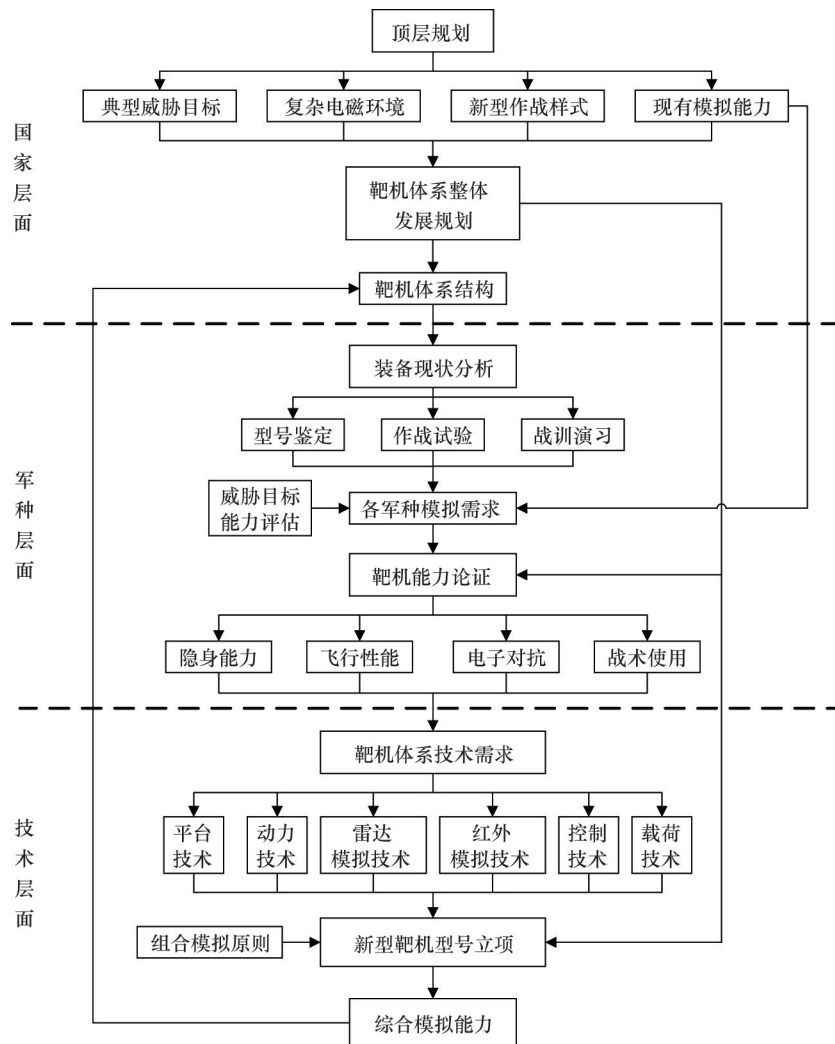 顶层规划
典型威胁目标
复杂电磁环境
新型作战样式
现有模拟能力
国家层面
靶机体系整体
发展规划
靶机体系结构
装备现状分析
型号鉴定
作战试验
战训演习
军种层面
威胁目标
能力评估
各军种模拟需求
靶机能力论证
隐身能力
飞行性能
电子对抗
战术使用
靶机体系技术需求
技术层面
平台
技术
动力
技术
雷达
模拟技术
红外
模拟技术
控制
技术
载荷
技术
组合模拟原则
新型靶机型号立项
综合模拟能力